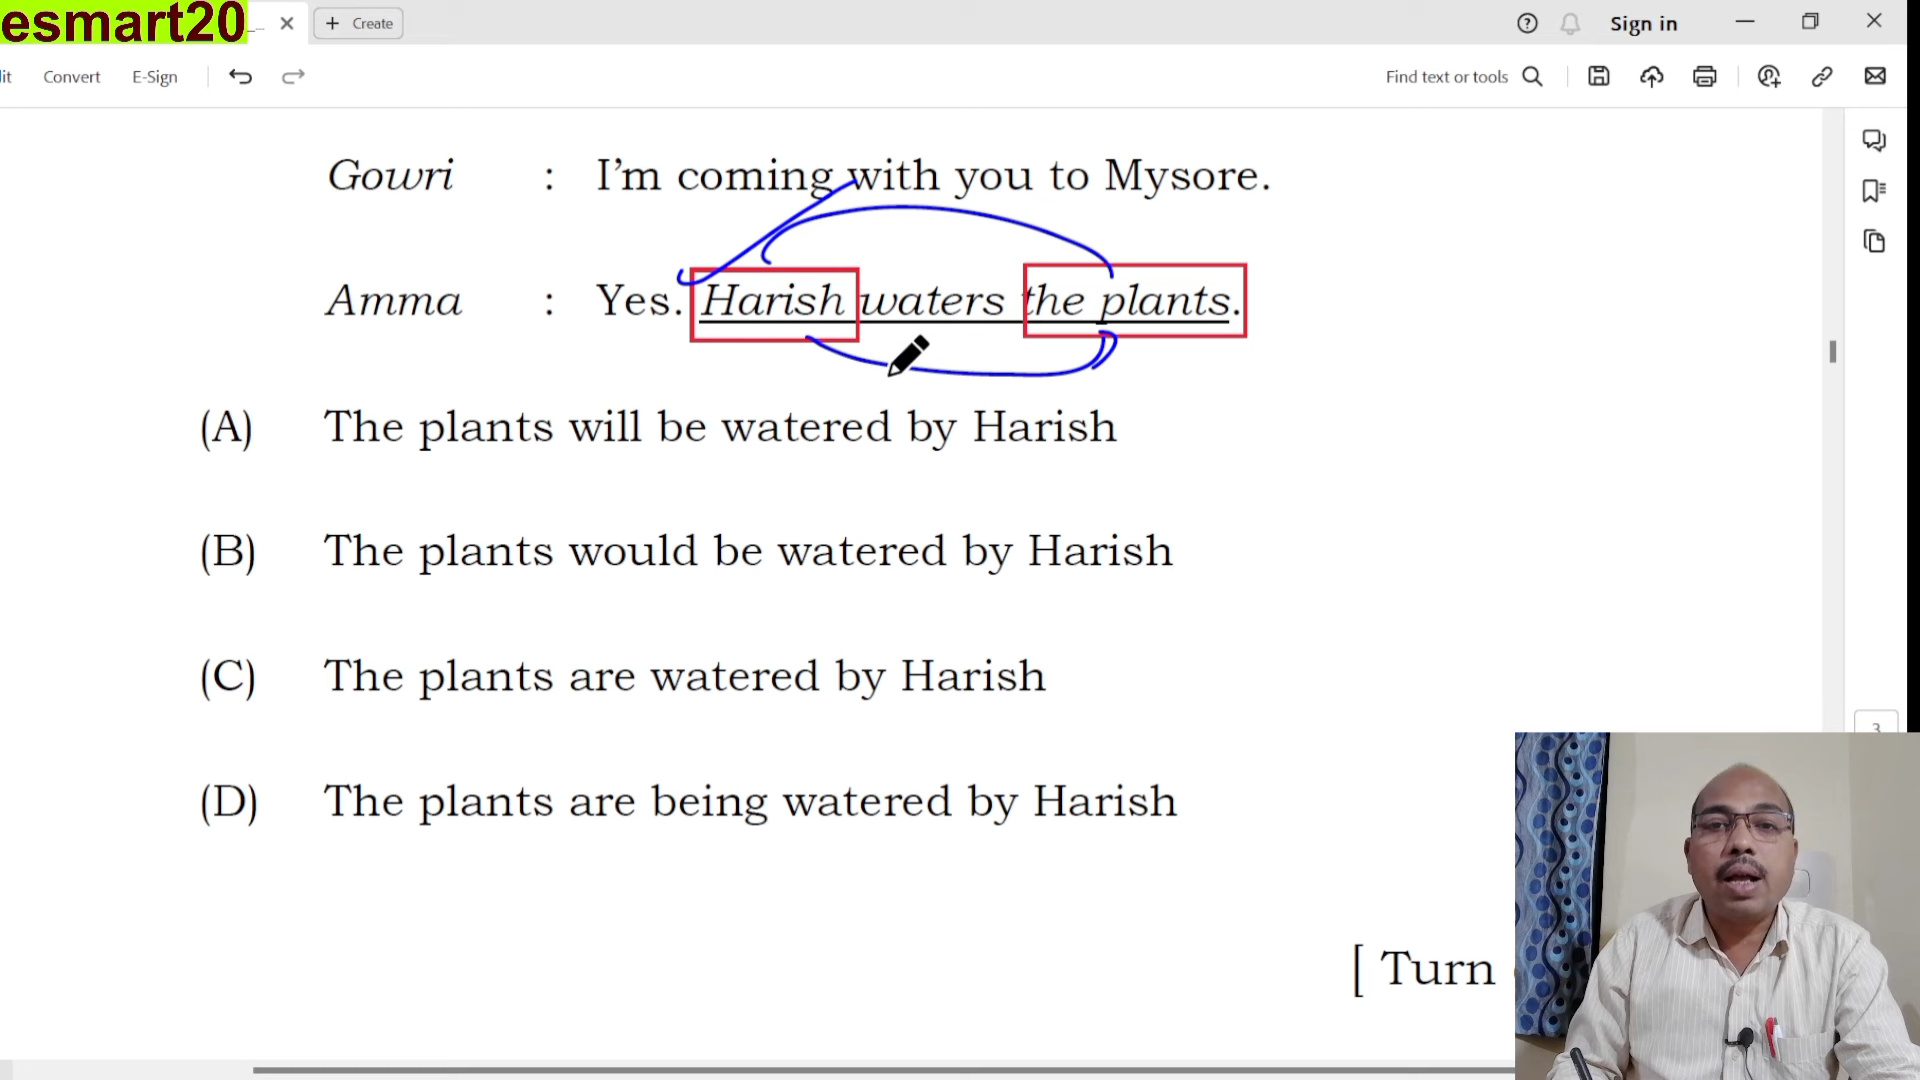 esmart20
Create
Sign in
it Convert E-Sign
Find text or tools
Gowri : I’m coming with you to Mysore.
Amma : Yes. Harish waters the plants.
(A) The plants will be watered by Harish
(B) The plants would be watered by Harish
(C) The plants are watered by Harish
(D) The plants are being watered by Harish
3
[ Turn